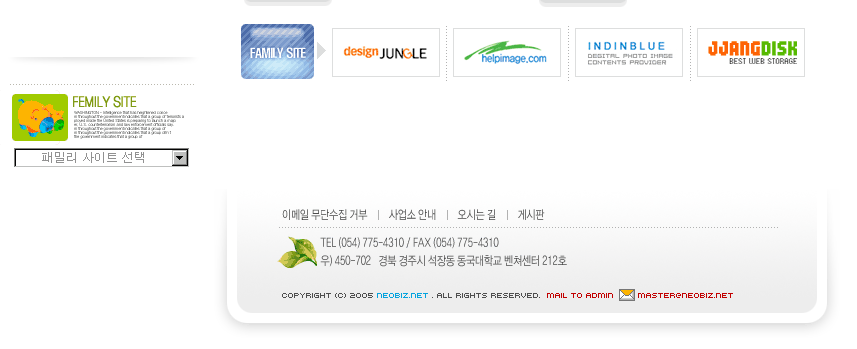 FAMILY SITE
design JUNGLE
helpimage.com
INDINBLUE
DEGITAL PHOTO IMAGE
CONTENTS PROVIDER
JJANGDISK
BEST WEB STORAGE
FEMILY SITE
패밀리 사이트 선택
이메일 무단수집 거부 | 사업소 안내 | 오시는 길 | 게시판
TEL (054) 775-4310 / FAX (054) 775-4310
우) 450-702 경북 경주시 석장동 동국대학교 벤쳐센터 212호
COPYRIGHT (C) 2005 NEOBIZ.NET . ALL RIGHTS RESERVED. MAIL TO ADMIN MASTER@NEOBIZ.NET